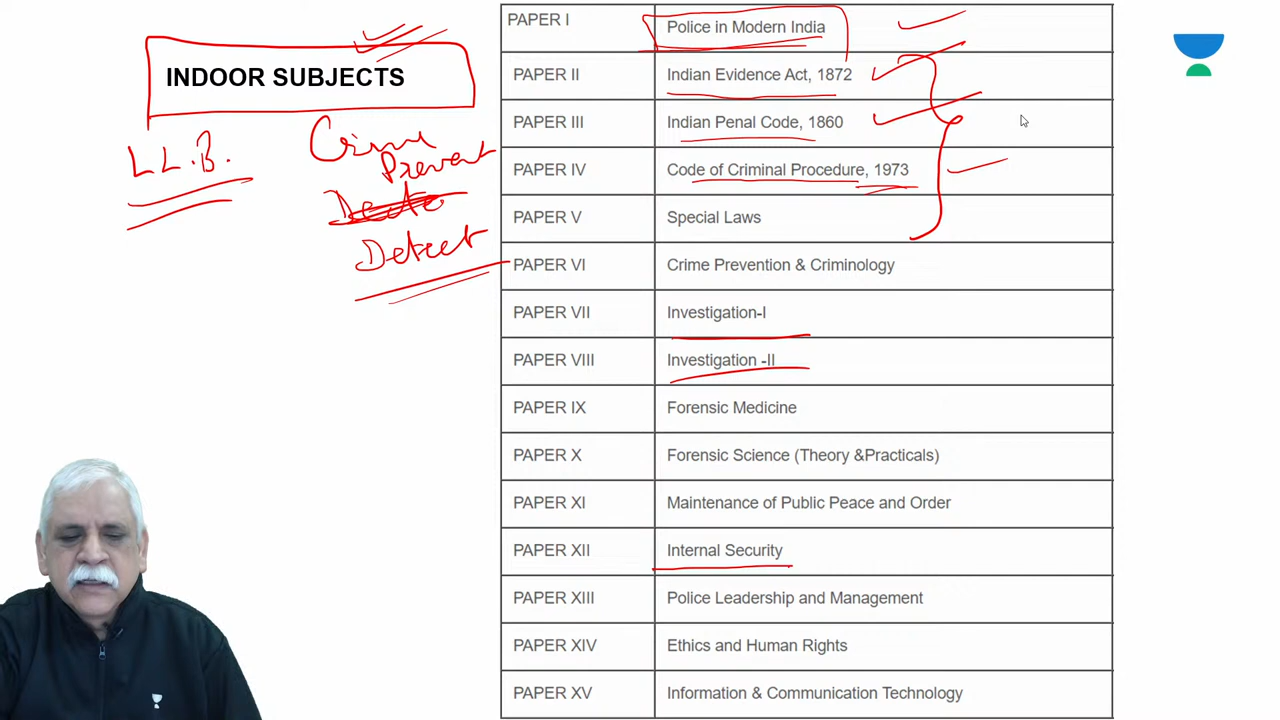 INDOOR SUBJECTS
LL.B.
Crime
Prevent
Detect
PAPER I Police in Modern India
PAPER II Indian Evidence Act, 1872
PAPER III Indian Penal Code, 1860
PAPER IV Code of Criminal Procedure, 1973
PAPER V Special Laws
PAPER VI Crime Prevention & Criminology
PAPER VII Investigation-I
PAPER VIII Investigation -II
PAPER IX Forensic Medicine
PAPER X Forensic Science (Theory &Practicals)
PAPER XI Maintenance of Public Peace and Order
PAPER XII Internal Security
PAPER XIII Police Leadership and Management
PAPER XIV Ethics and Human Rights
PAPER XV Information & Communication Technology